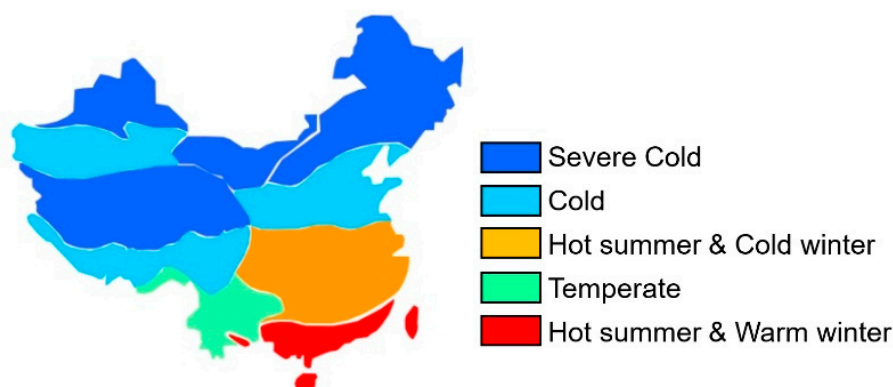 Severe Cold
Cold
Hot summer & Cold winter
Temperate
Hot summer & Warm winter